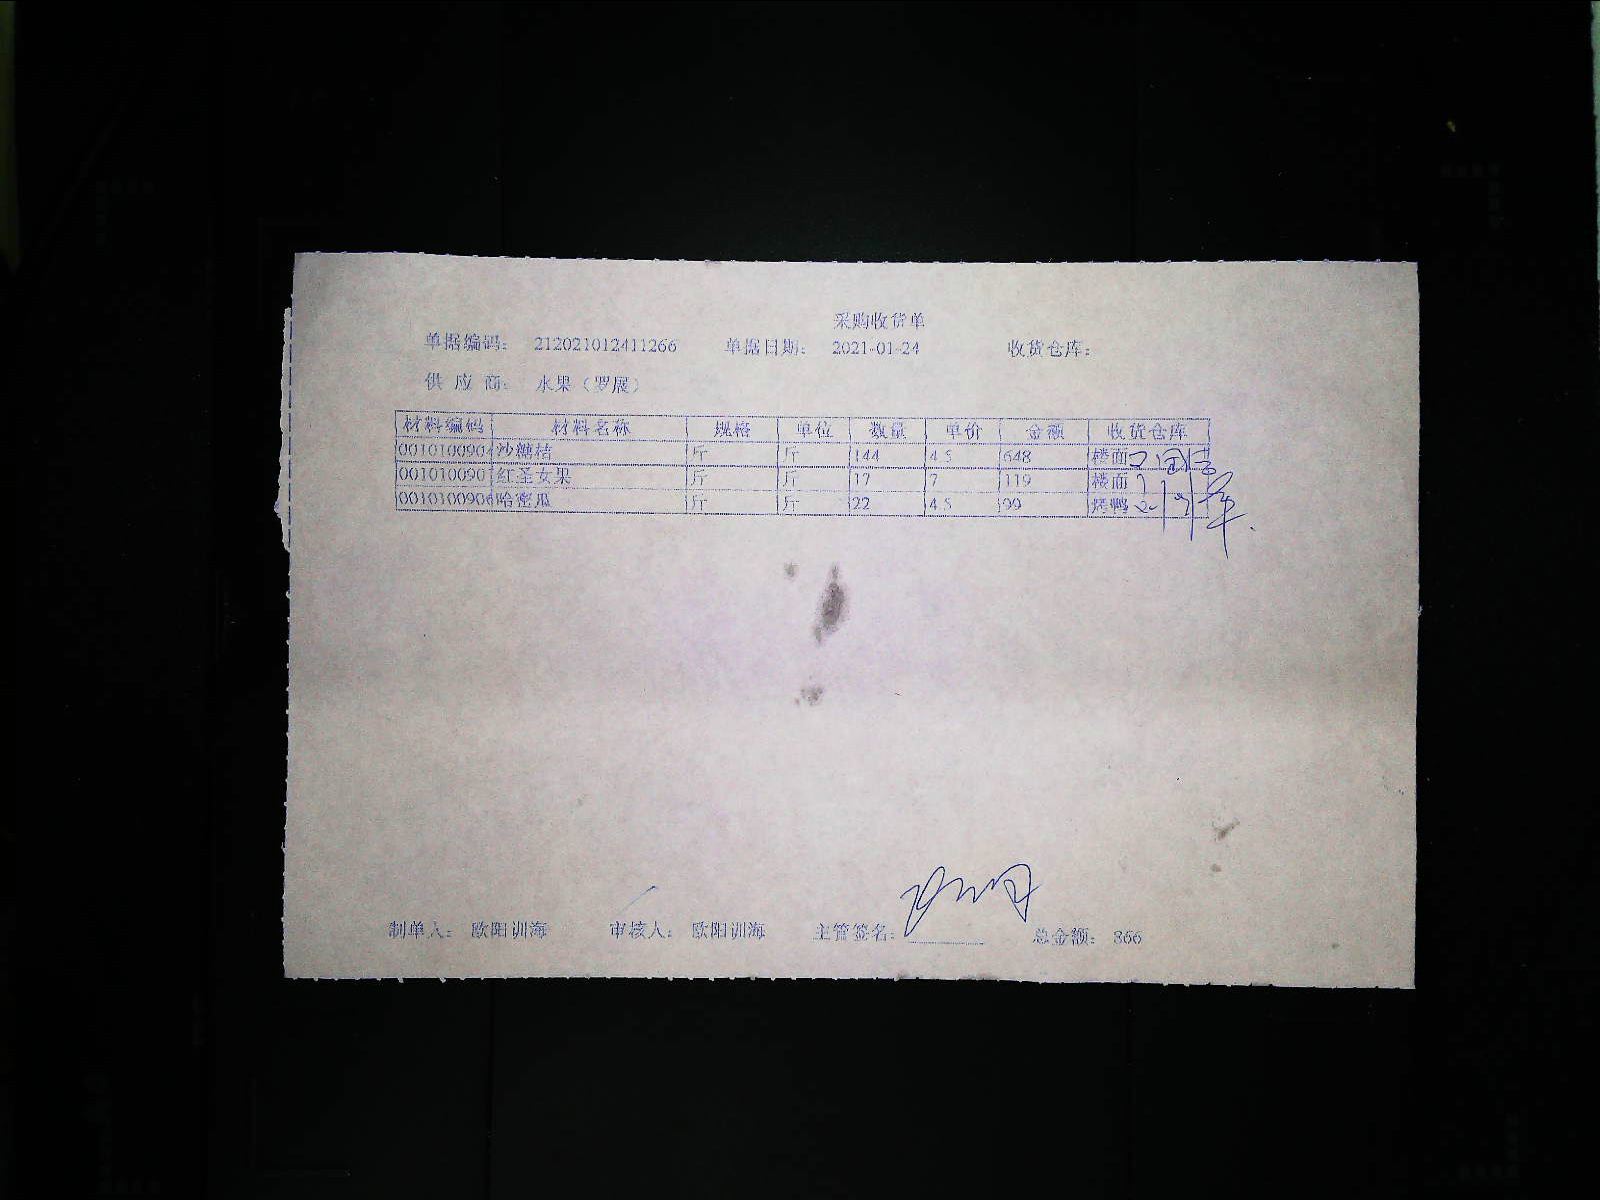 采购收货单
单据编码： 212021012411266 单据日期： 2021-01-24 收货仓库：
供 应 商： 水果（罗展）
材料编码 材料名称 规格 单位 数量 单价 金额 收货仓库
001010090 沙糖桔 斤 斤 144 4.5 648 楼面
001010090 红圣女果 斤 斤 17 7 119 楼面
001010090 哈密瓜 斤 斤 22 4.5 99 烧鸭
制单人： 欧阳训海 审核人： 欧阳训海 主管签名： 总金额： 866